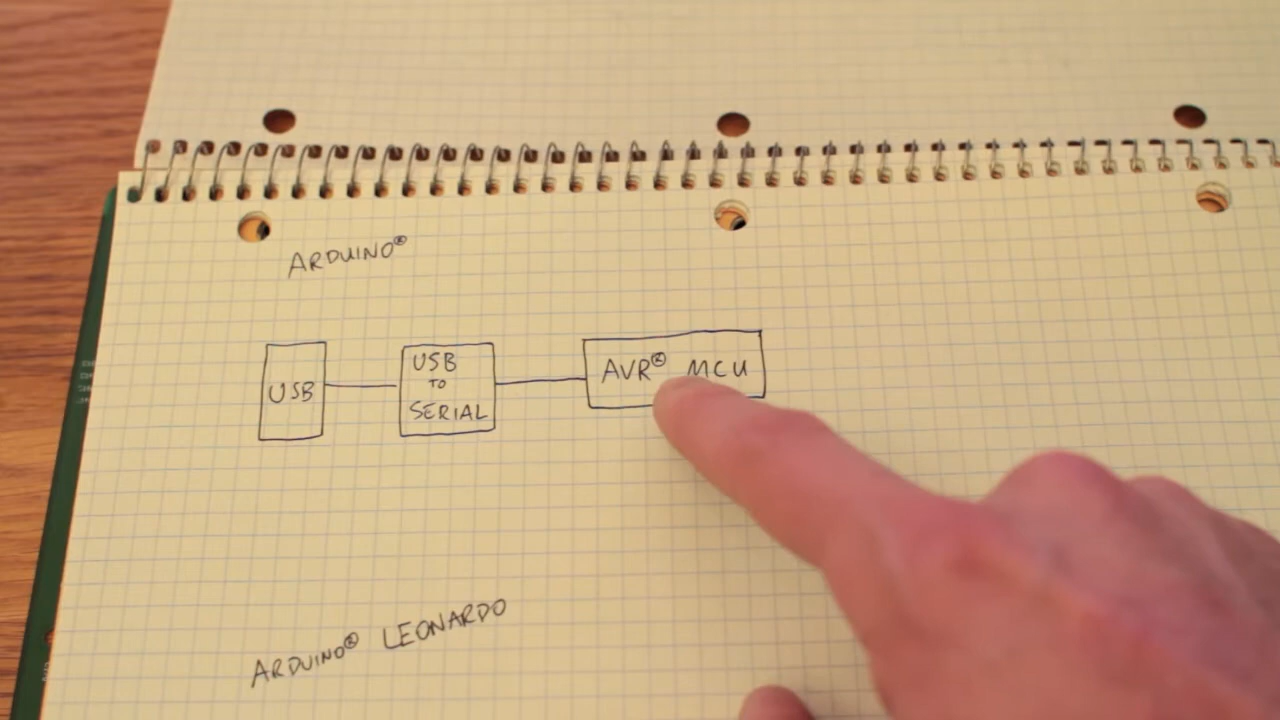 ARDUINO®
USB
USB
TO
SERIAL
AVR® MCU
ARDUINO® LEONARDO